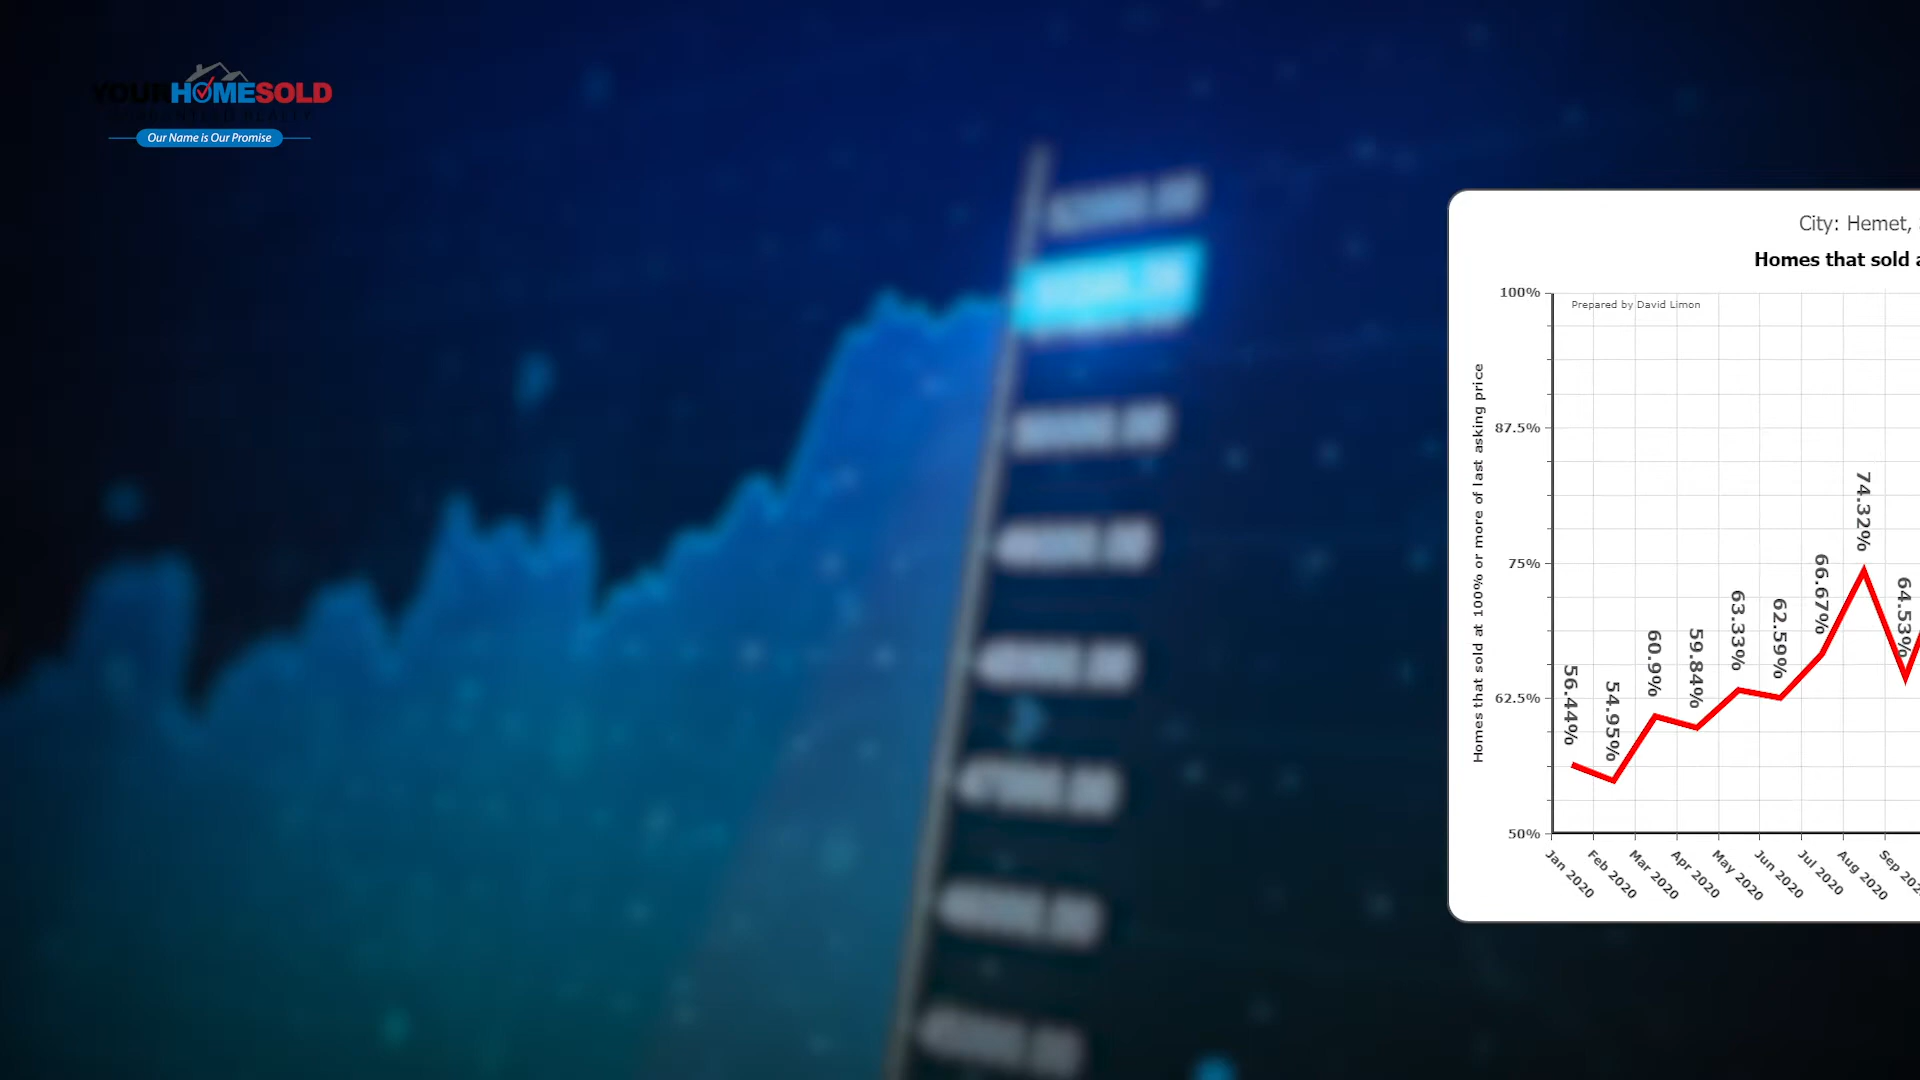 YOURHOMESOLD
Our Name is Our Promise
City: Hemet,
Homes that sold a
Prepared by David Limon
Homes that sold at 100% or more of last asking price
100%
87.5%
75%
62.5%
50%
56.44%
54.95%
60.9%
59.84%
63.33%
62.59%
66.67%
74.32%
64.53%
Jan 2020
Feb 2020
Mar 2020
Apr 2020
May 2020
Jun 2020
Jul 2020
Aug 2020
Sep 202